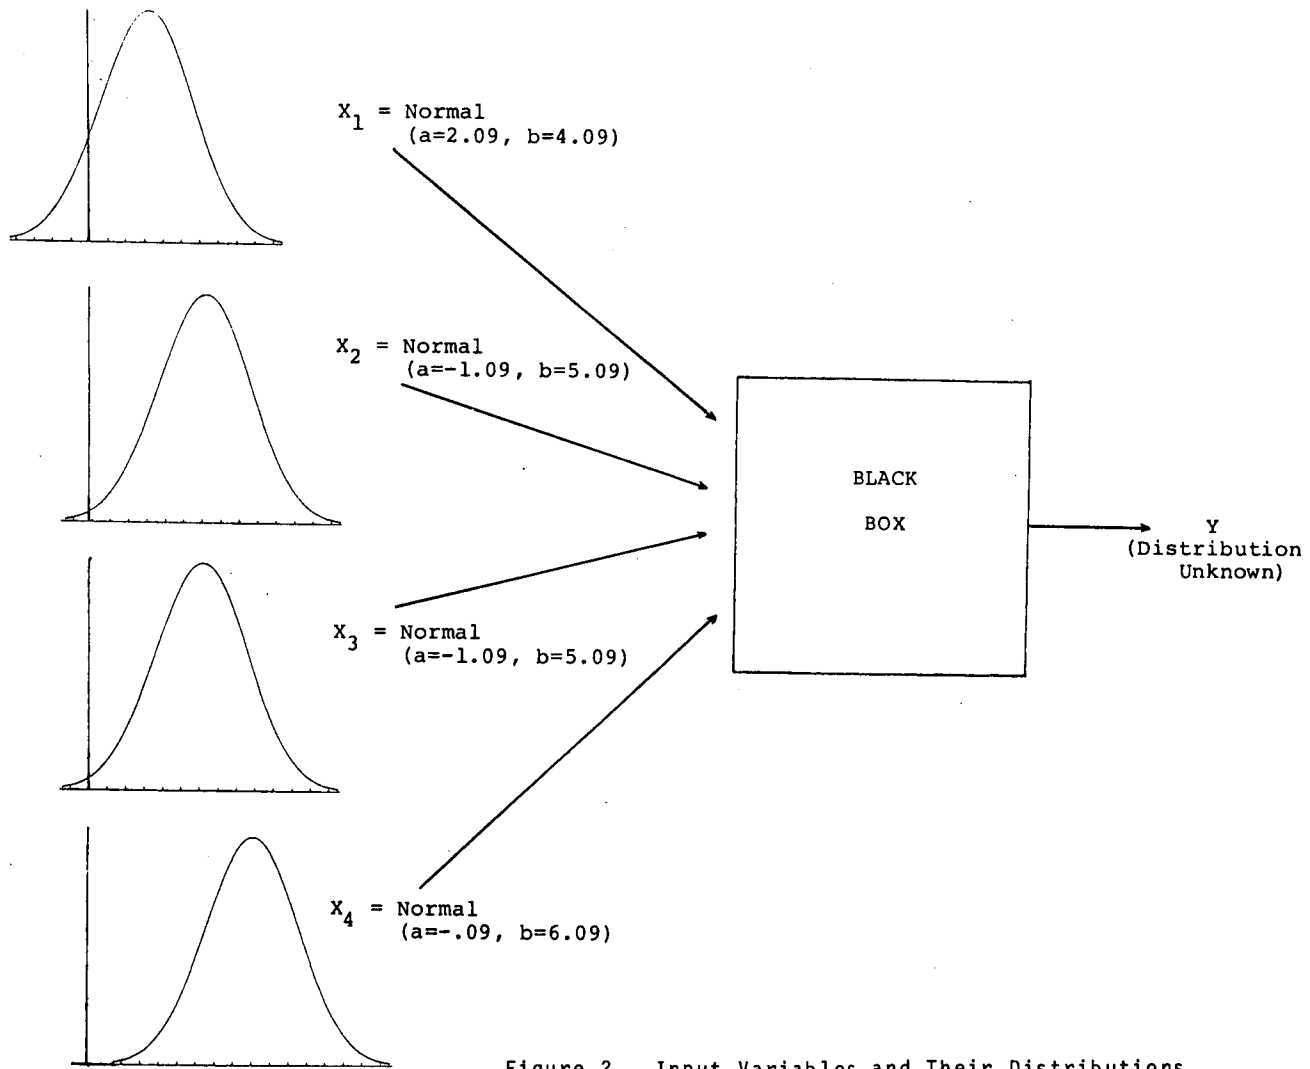 X1 = Normal
(a=2.09, b=4.09)
X2 = Normal
(a=-1.09, b=5.09)
BLACK
BOX
Y
(Distribution
Unknown)
X3 = Normal
(a=-1.09, b=5.09)
X4 = Normal
(a=-.09, b=6.09)
Figure 2. Input Variables and Their Distributions